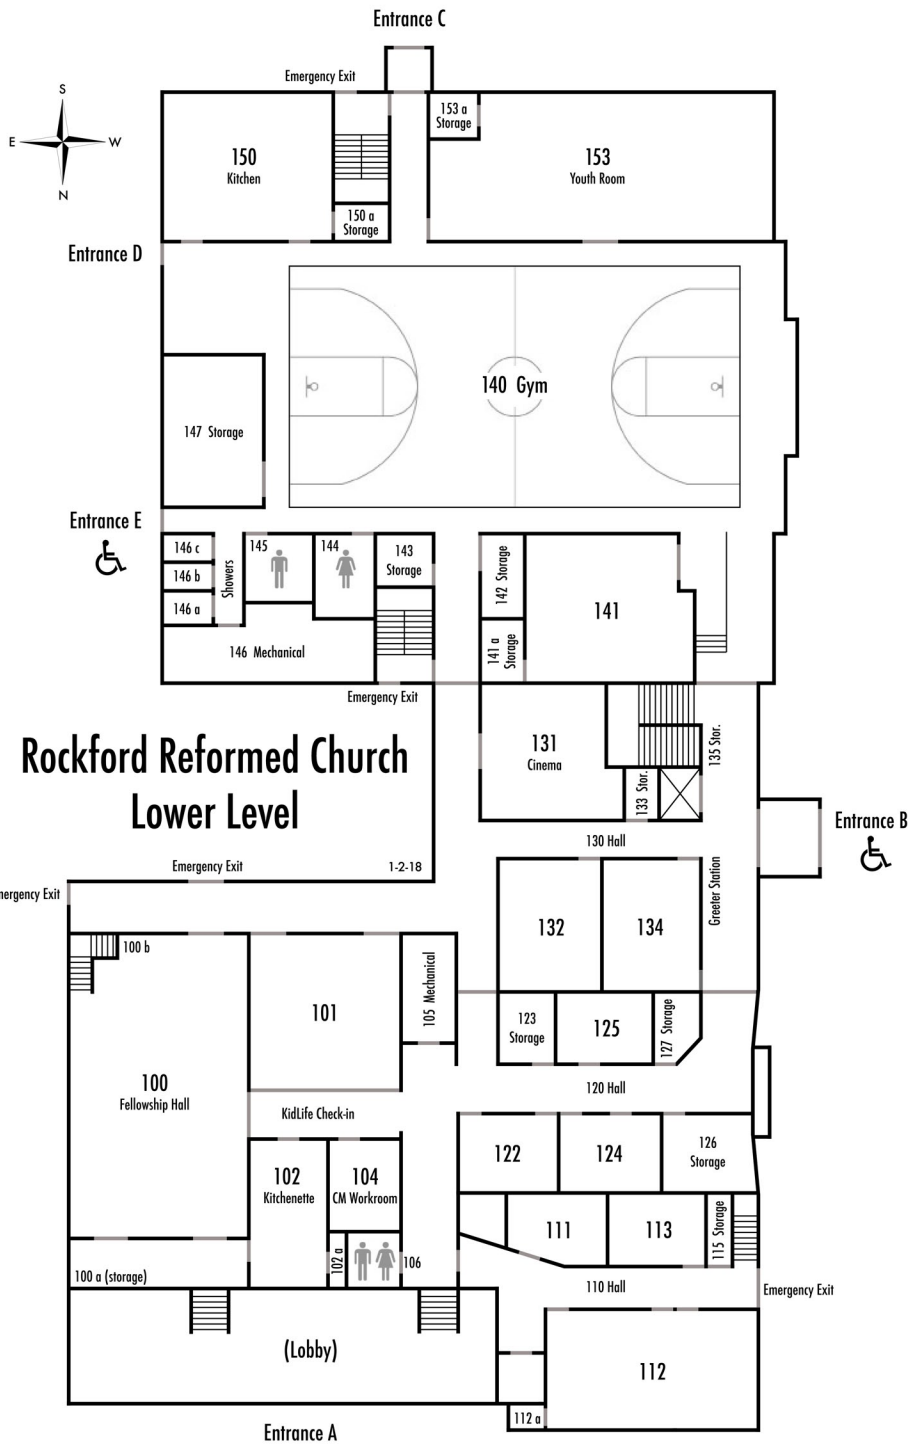 Entrance C
Emergency Exit
S
E
W
N
153 a
Storage
150
Kitchen
153
Youth Room
150 a
Storage
Entrance D
140 Gym
147 Storage
Entrance E
146 c
146 b
146 a
Showers
145
144
143
Storage
142 Storage
141
141 a
Storage
146 Mechanical
Emergency Exit
Rockford Reformed Church
Lower Level
131
Cinema
135 Stor.
133 Stor.
Entrance B
130 Hall
Emergency Exit
1-2-18
mergency Exit
Greeter Station
132
134
100 b
101
105 Mechanical
123
Storage
125
127 Storage
100
Fellowship Hall
120 Hall
KidLife Check-in
122
124
126
Storage
102
Kitchenette
104
CM Workroom
111
113
115 Storage
102 a
106
100 a (storage)
110 Hall
Emergency Exit
(Lobby)
112
112 a
Entrance A